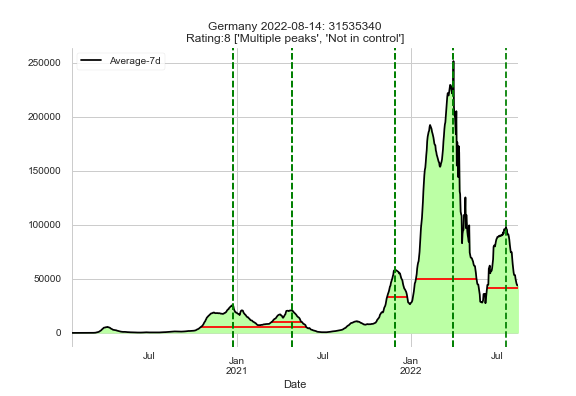 Germany 2022-08-14: 31535340
Rating:8 ['Multiple peaks', 'Not in control']
Average-7d
250000
200000
150000
100000
50000
0
Jul
Jan
2021
Jul
Jan
2022
Jul
Date